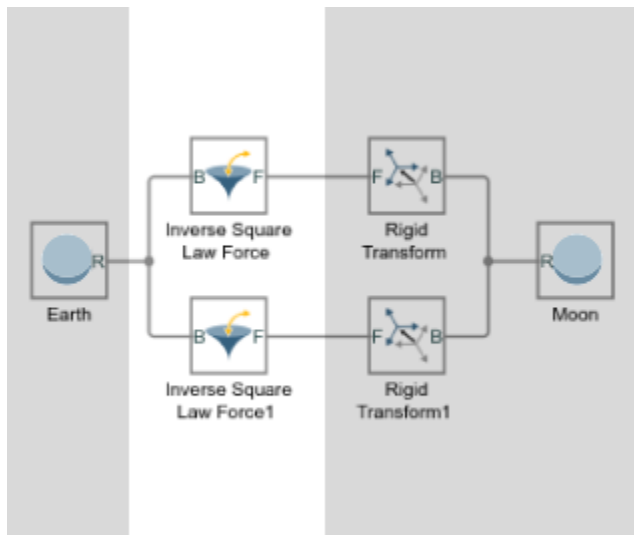 B F
F B
Inverse Square
Law Force
Rigid
Transform
R
Earth
R
Moon
B F
F B
Inverse Square
Law Force1
Rigid
Transform1